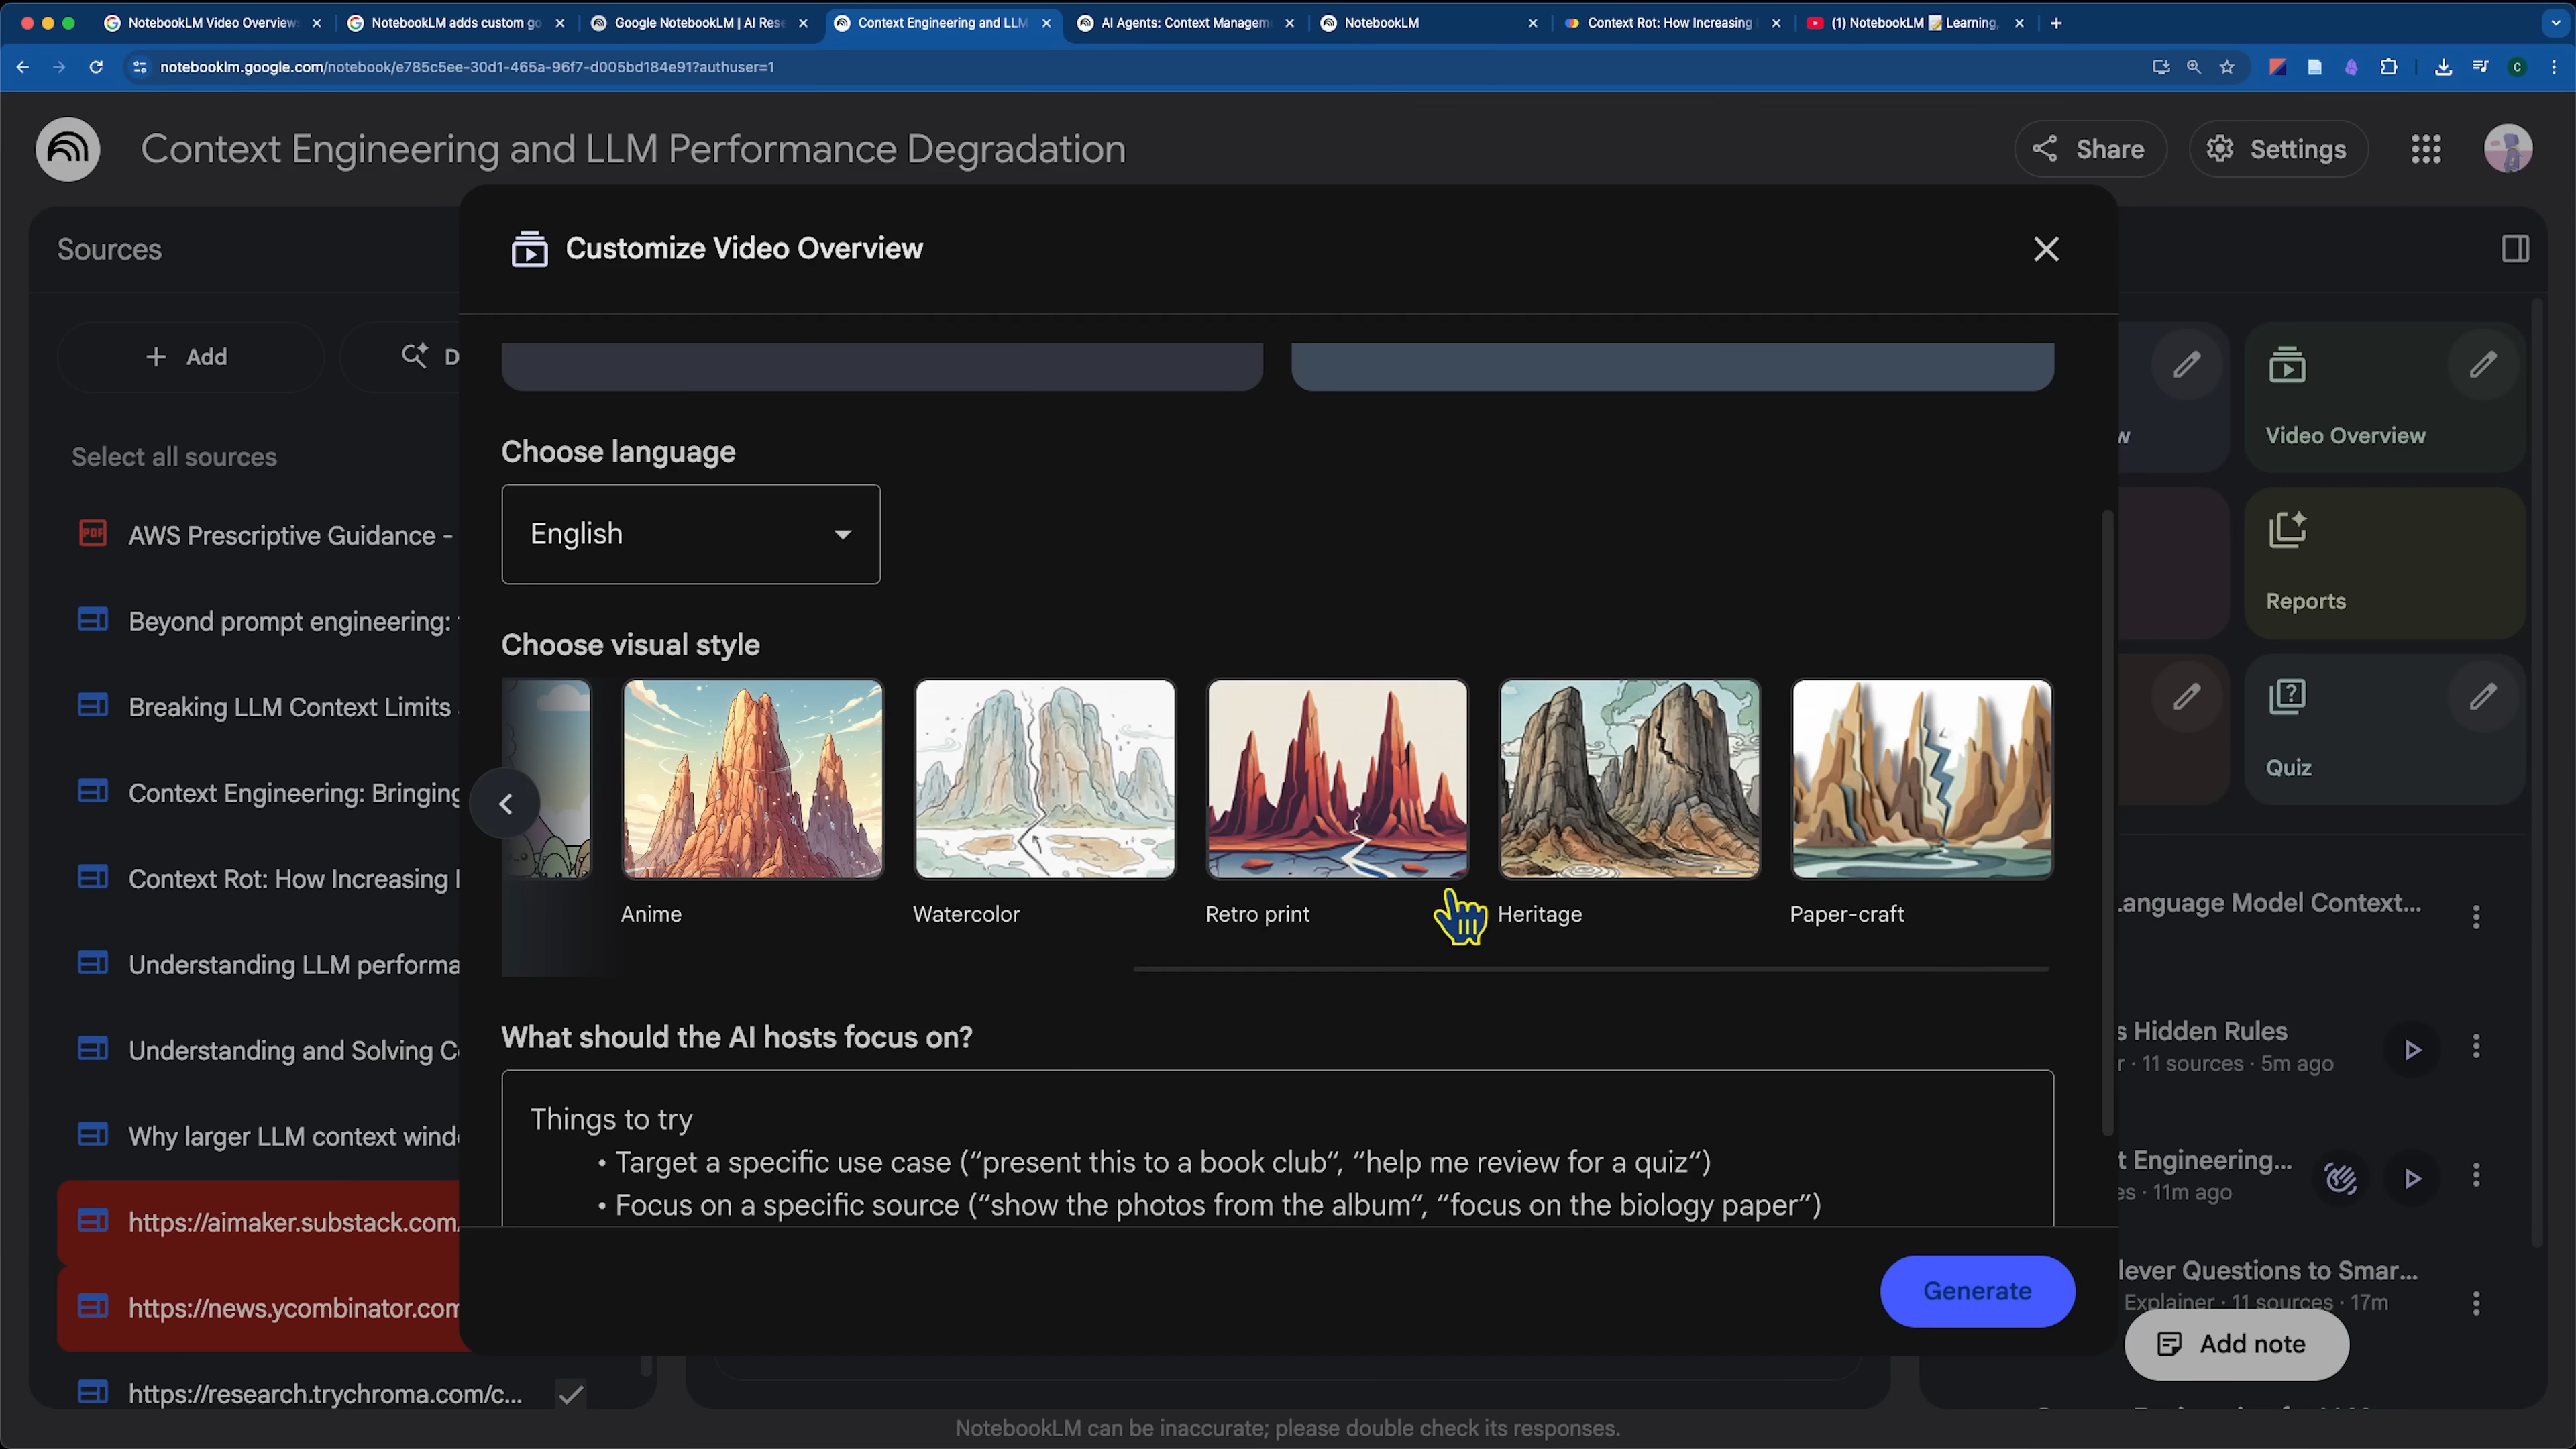 NotebookLM Video Overview
NotebookLM adds custom go
Google NotebookLM | AI Rese
Context Engineering and LLM
AI Agents: Context Manageme
NotebookLM
Context Rot: How Increasing
(1) NotebookLM 📝 Learning,
notebooklm.google.com/notebook/e785c5ee-30d1-465a-96f7-d005bd184e91?authuser=1
C
Context Engineering and LLM Performance Degradation
Share
Settings
Sources
Add
D
Select all sources
AWS Prescriptive Guidance -
Beyond prompt engineering:
Breaking LLM Context Limits
Context Engineering: Bringing
Context Rot: How Increasing I
Understanding LLM performa
Understanding and Solving Co
Why larger LLM context windo
https://aimaker.substack.com/
https://news.ycombinator.com
https://research.trychroma.com/c...
Customize Video Overview
Choose language
English
Choose visual style
Anime
Watercolor
Retro print
Heritage
Paper-craft
What should the AI hosts focus on?
Things to try
• Target a specific use case (“present this to a book club“, “help me review for a quiz“)
• Focus on a specific source (“show the photos from the album“, “focus on the biology paper”)
Generate
w
Video Overview
Reports
Quiz
Language Model Context...
s Hidden Rules
r · 11 sources · 5m ago
t Engineering...
es · 11m ago
lever Questions to Smar...
Explainer · 11 sources · 17m
Add note
NotebookLM can be inaccurate; please double check its responses.